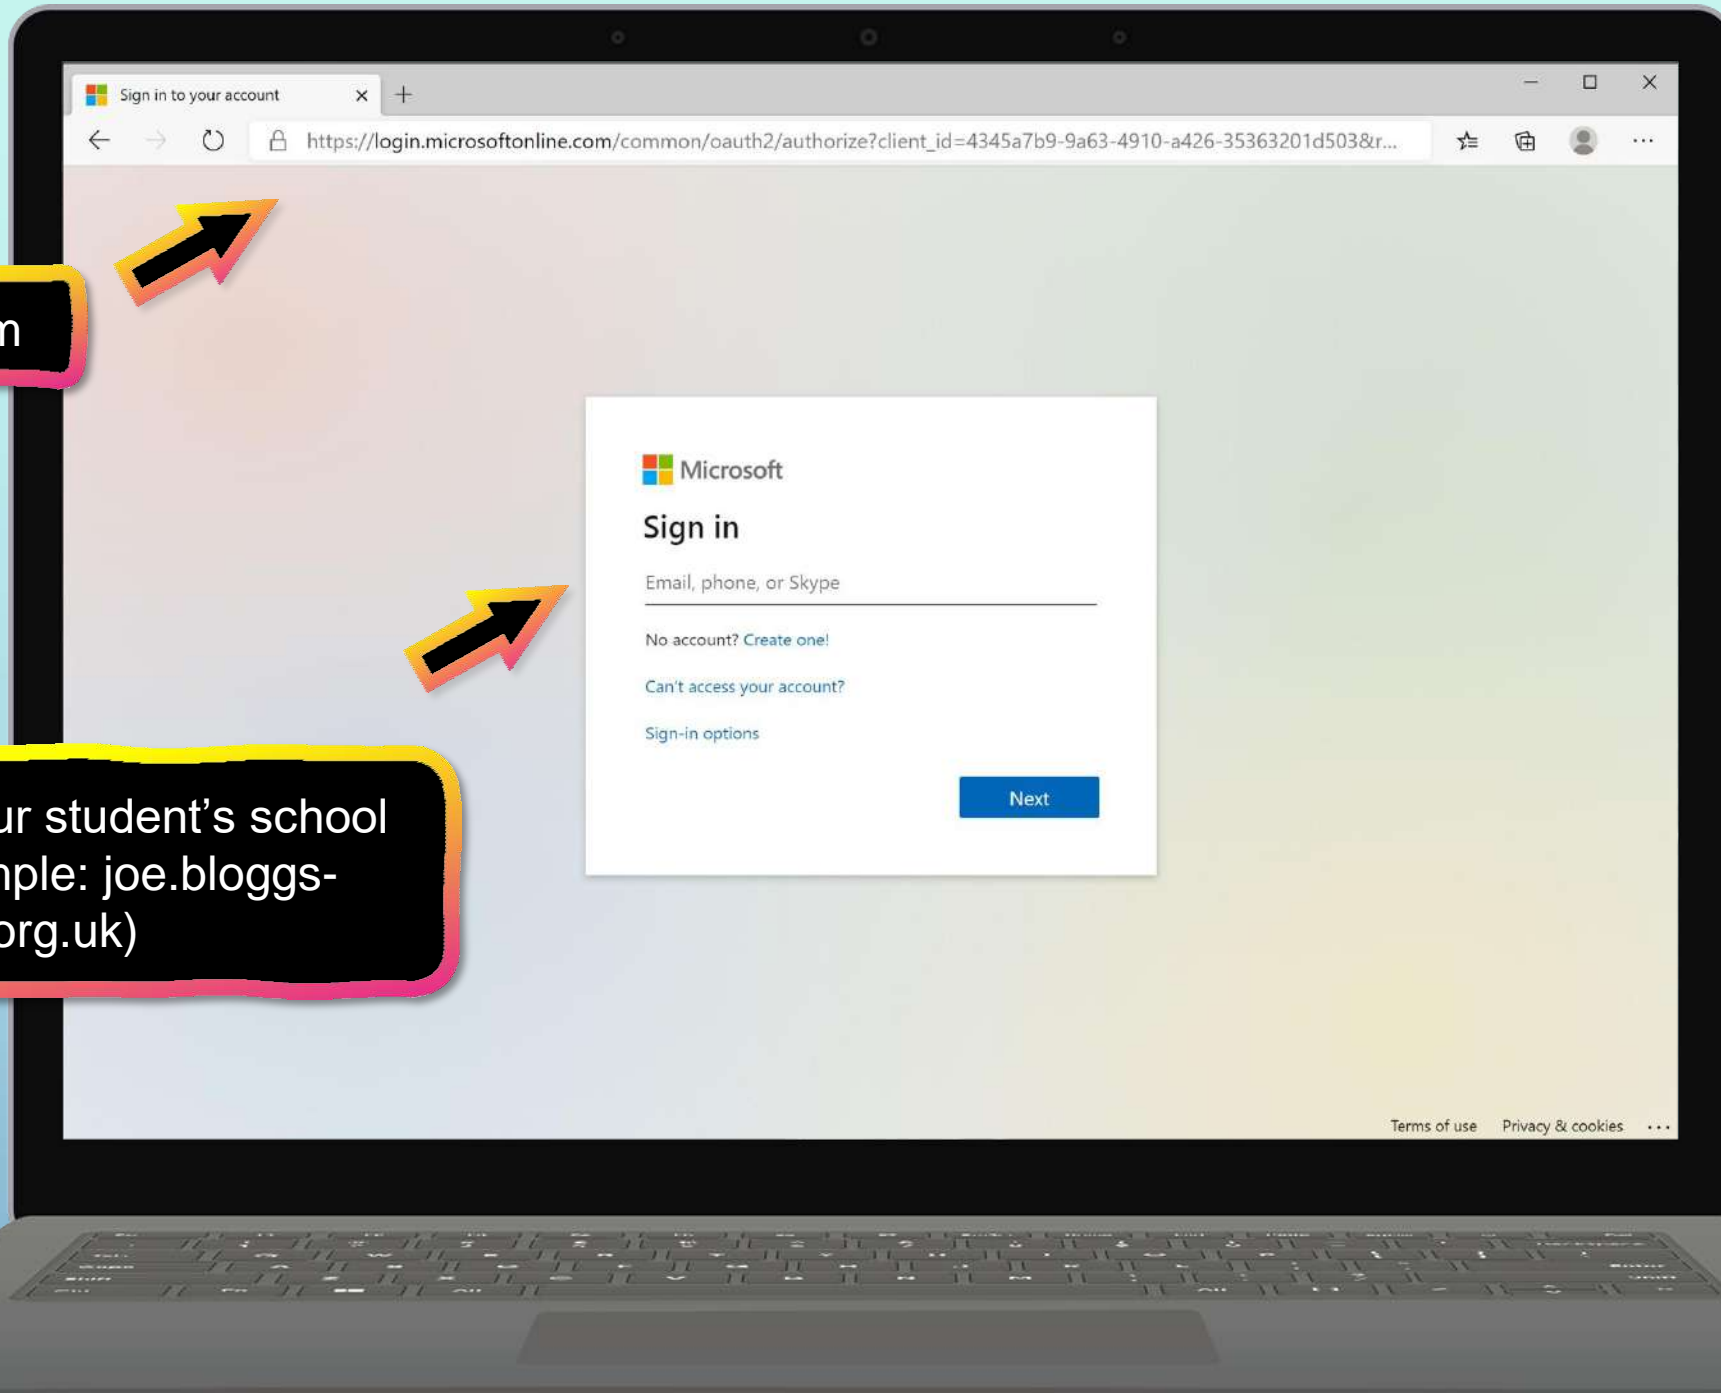 Sign in to your account
https://login.microsoftonline.com/common/oauth2/authorize?client_id=4345a7b9-9a63-4910-a426-35363201d503&r...
m
Microsoft
Sign in
Email, phone, or Skype
No account? Create one!
Can't access your account?
Sign-in options
Next
ur student’s school
nple: joe.bloggs-
org.uk)
Terms of use Privacy & cookies